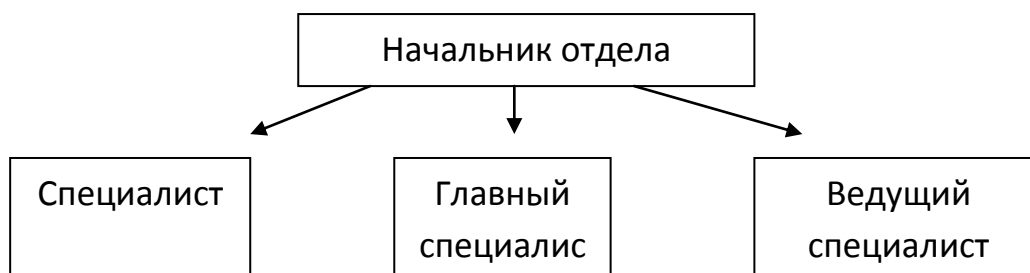 Начальник отдела
Специалист
Главный
специалис
Ведущий
специалист